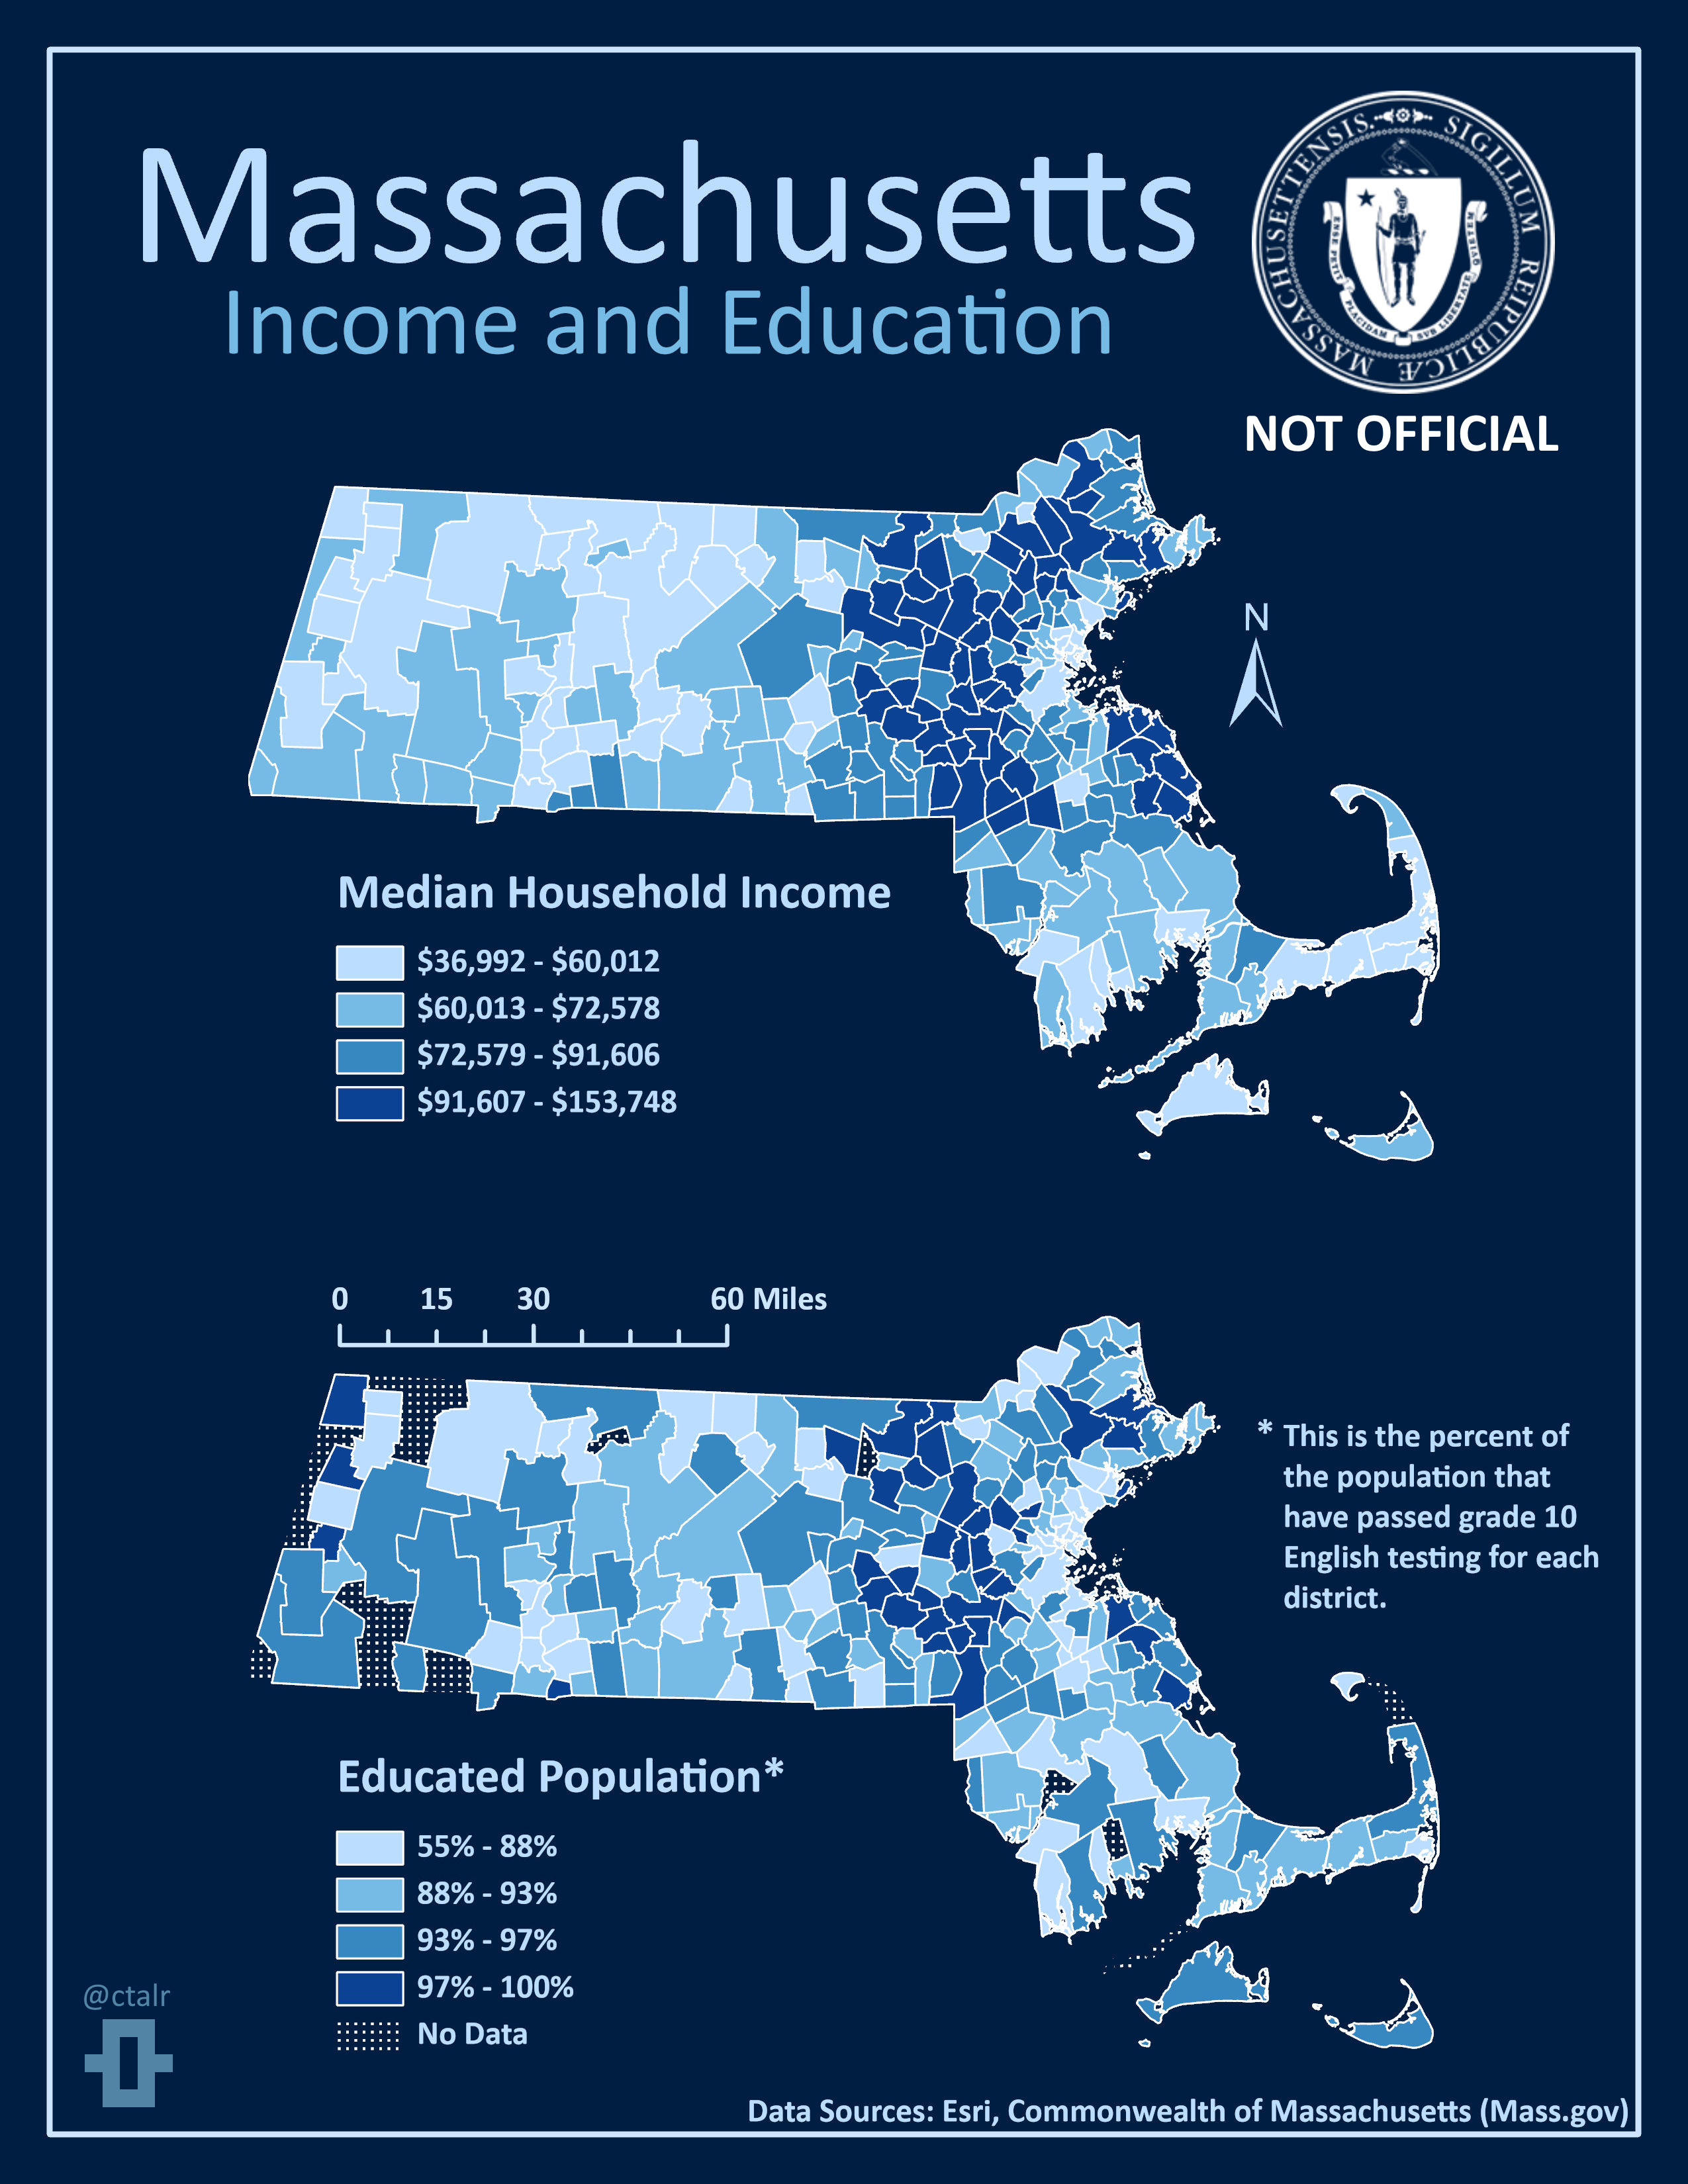 Massachusetts
Income and Education
SIGILLUM REIPUBLICÆ MASSACHUSETTENSIS.
ENSE PETIT PLACIDAM SUB LIBERTATE QUIETEM
NOT OFFICIAL
N
Median Household Income
$36,992 - $60,012
$60,013 - $72,578
$72,579 - $91,606
$91,607 - $153,748
0 15 30 60 Miles
* This is the percent of
the population that
have passed grade 10
English testing for each
district.
Educated Population*
55% - 88%
88% - 93%
93% - 97%
97% - 100%
No Data
@ctalr
Data Sources: Esri, Commonwealth of Massachusetts (Mass.gov)